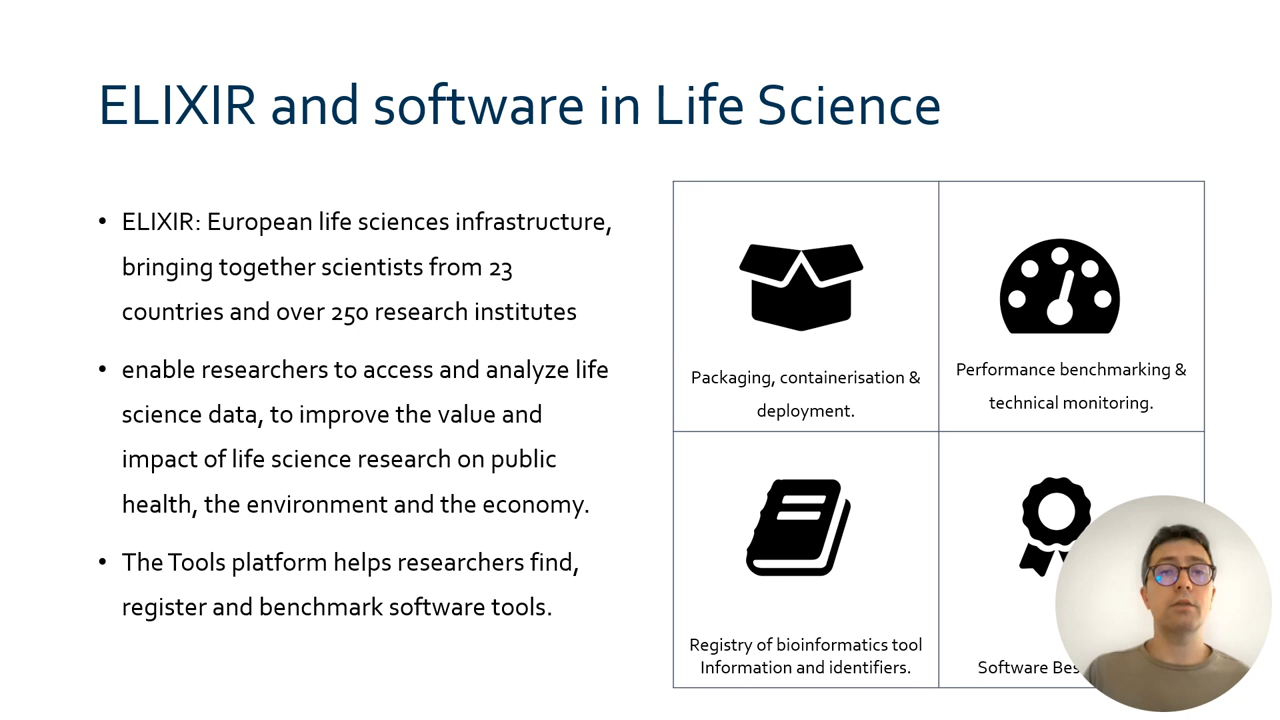 ELIXIR and software in Life Science
• ELIXIR: European life sciences infrastructure,
bringing together scientists from 23
countries and over 250 research institutes
• enable researchers to access and analyze life
science data, to improve the value and
impact of life science research on public
health, the environment and the economy.
• The Tools platform helps researchers find,
register and benchmark software tools.
Packaging, containerisation &
deployment.
Performance benchmarking &
technical monitoring.
Registry of bioinformatics tool
Information and identifiers.
Software